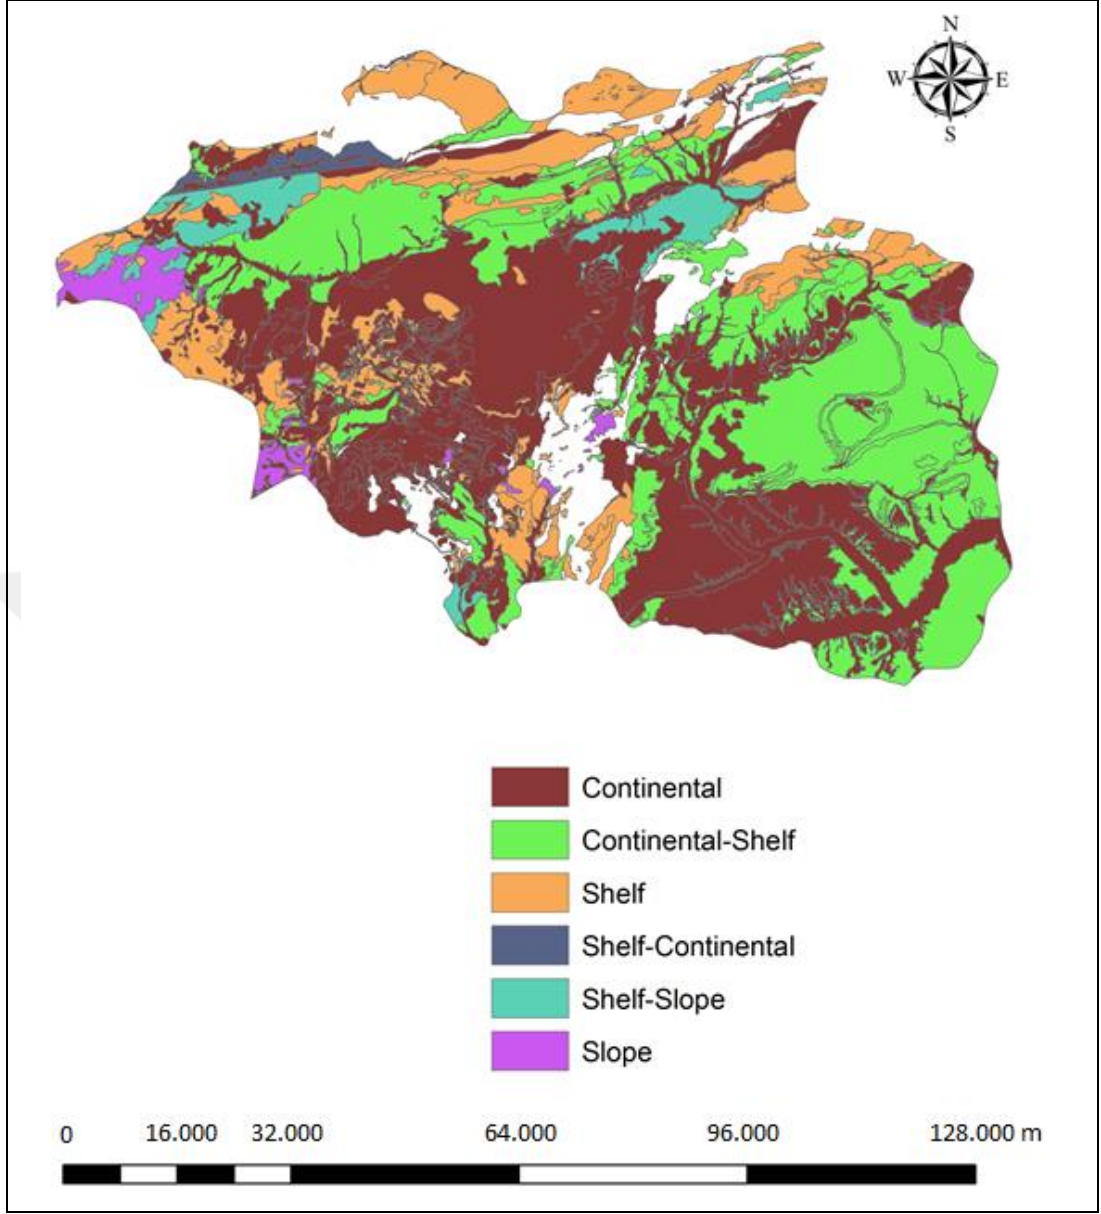 N
W E
S
Continental
Continental-Shelf
Shelf
Shelf-Continental
Shelf-Slope
Slope
0 16.000 32.000 64.000 96.000 128.000 m